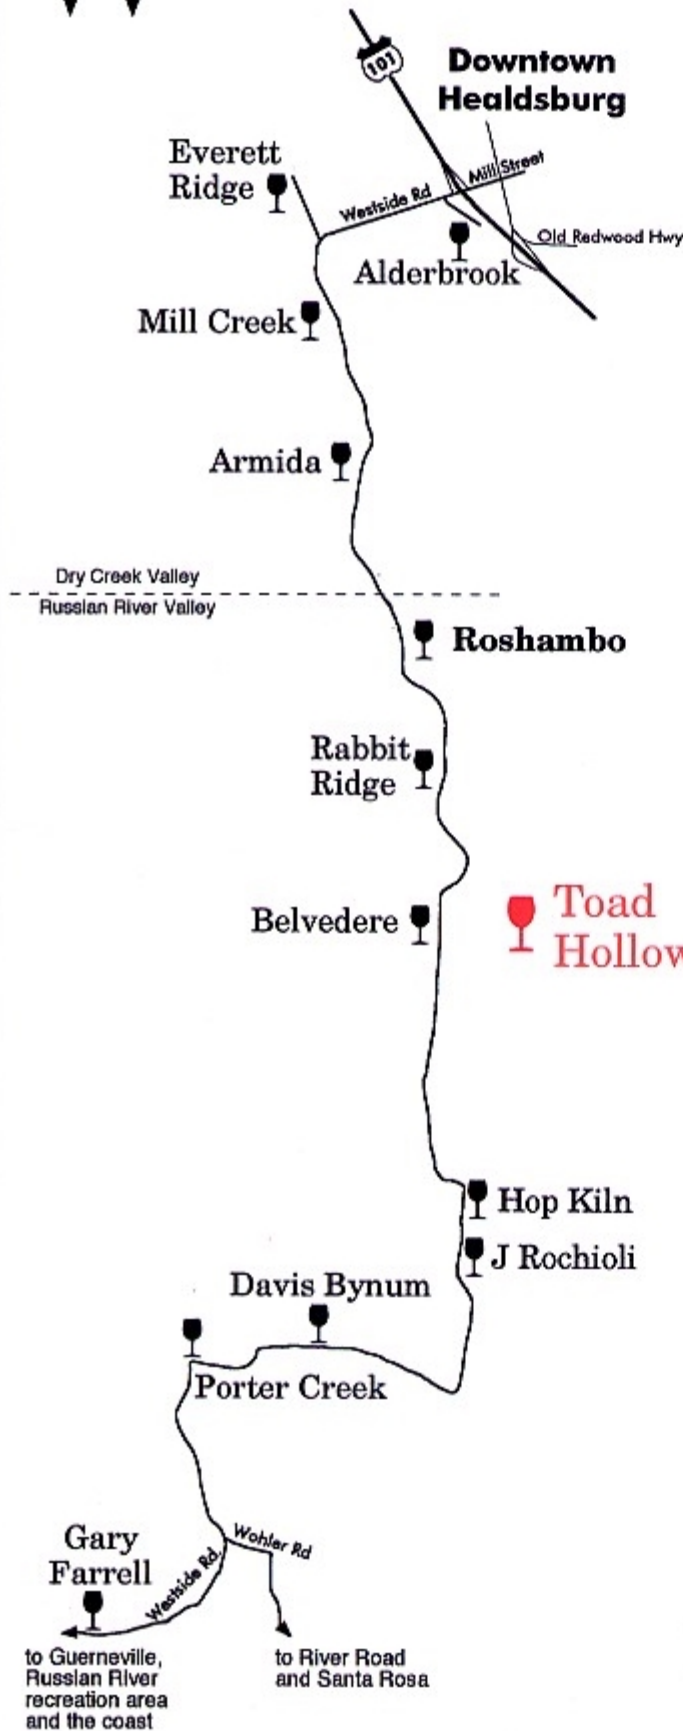 101
Downtown
Healdsburg
Everett
Ridge
Westside Rd
Mill Street
Old Redwood Hwy
Alderbrook
Mill Creek
Armida
Dry Creek Valley
Russian River Valley
Roshambo
Rabbit
Ridge
Belvedere
Toad
Hollow
Hop Kiln
J Rochioli
Davis Bynum
Porter Creek
Gary
Farrell
Westside Rd.
Wohler Rd
to Guerneville,
Russian River
recreation area
and the coast
to River Road
and Santa Rosa